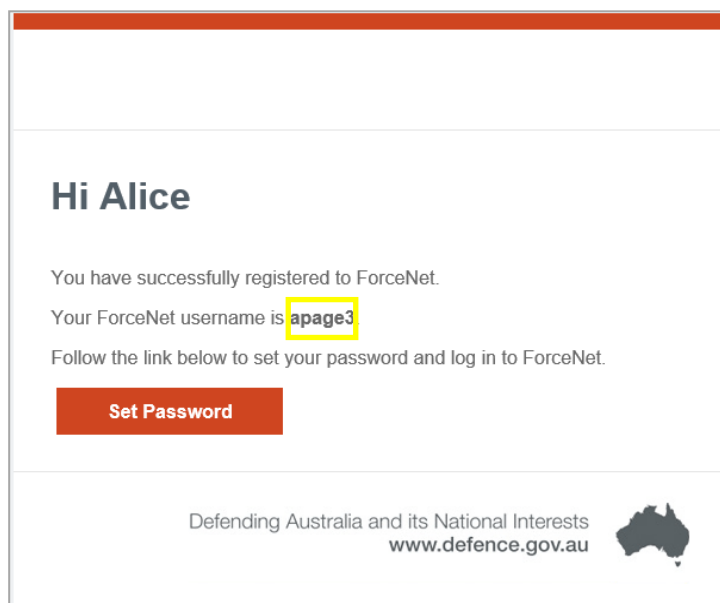 Hi Alice
You have successfully registered to ForceNet.
Your ForceNet username is apage3.
Follow the link below to set your password and log in to ForceNet.
Set Password
Defending Australia and its National Interests
www.defence.gov.au